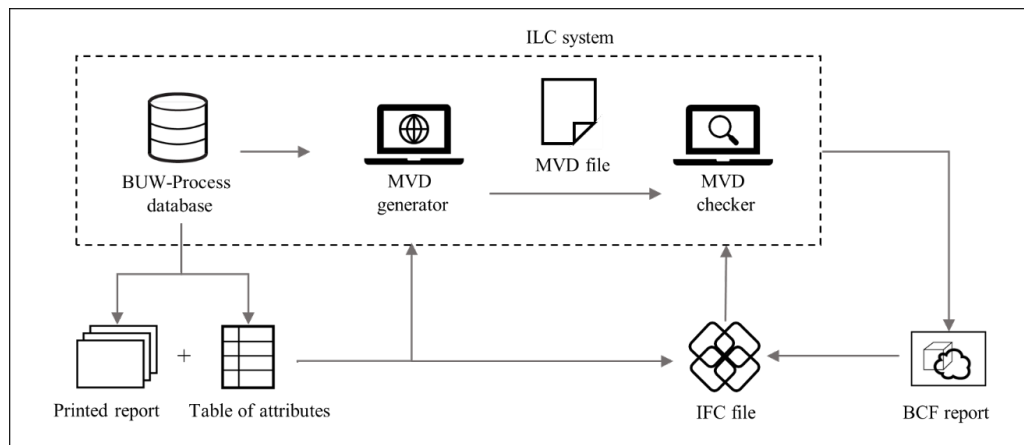 ILC system
BUW-Process
database
MVD
generator
MVD file
MVD
checker
Printed report
+
Table of attributes
IFC file
BCF report